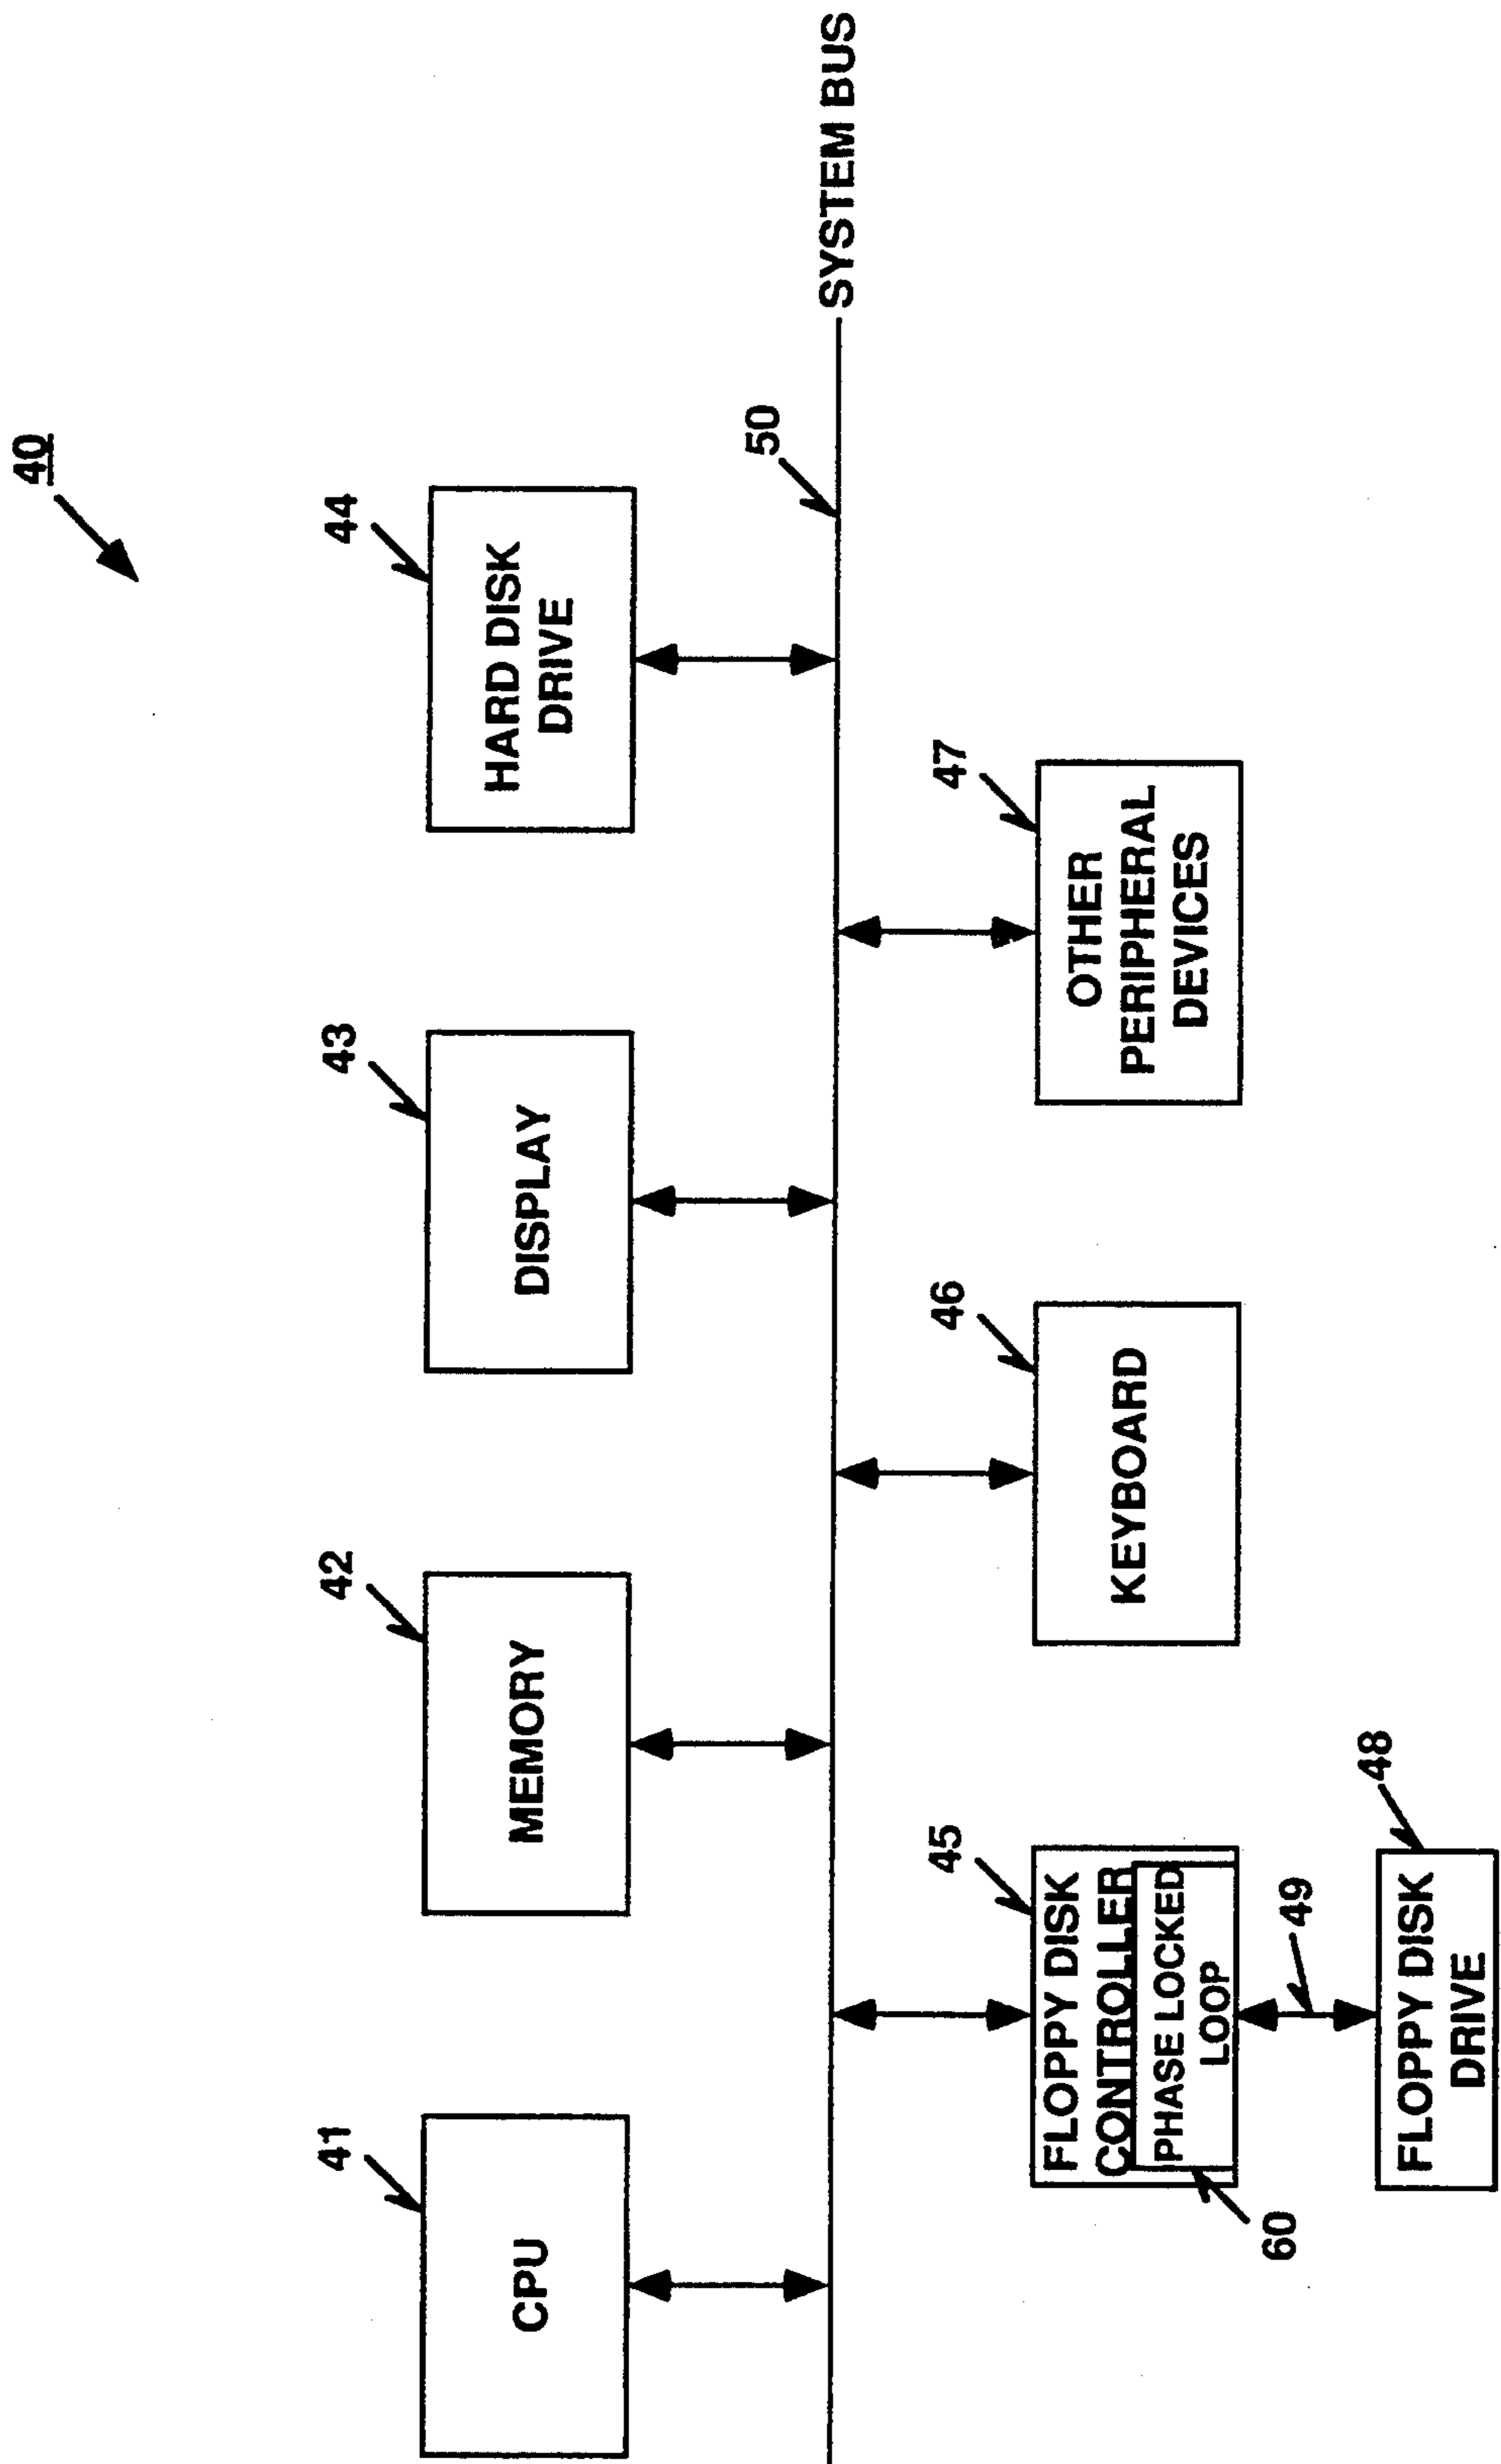 40
41
CPU
42
MEMORY
43
DISPLAY
44
HARD DISK
DRIVE
50
SYSTEM BUS
45
FLOPPY DISK
CONTROLLER
PHASE LOCKED
LOOP
60
49
48
FLOPPY DISK
DRIVE
46
KEYBOARD
47
OTHER
PERIPHERAL
DEVICES